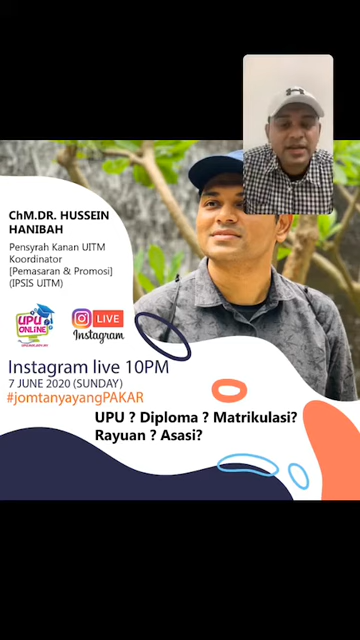 ChM.DR. HUSSEIN
HANIBAH
Pensyrah Kanan UITM
Koordinator
[Pemasaran & Promosi]
(IPSIS UITM)
UPU
ONLINE
LIVE
Instagram
Instagram live 10PM
7 JUNE 2020 (SUNDAY)
#jomtanyayangPAKAR
UPU ? Diploma ? Matrikulasi?
Rayuan ? Asasi?